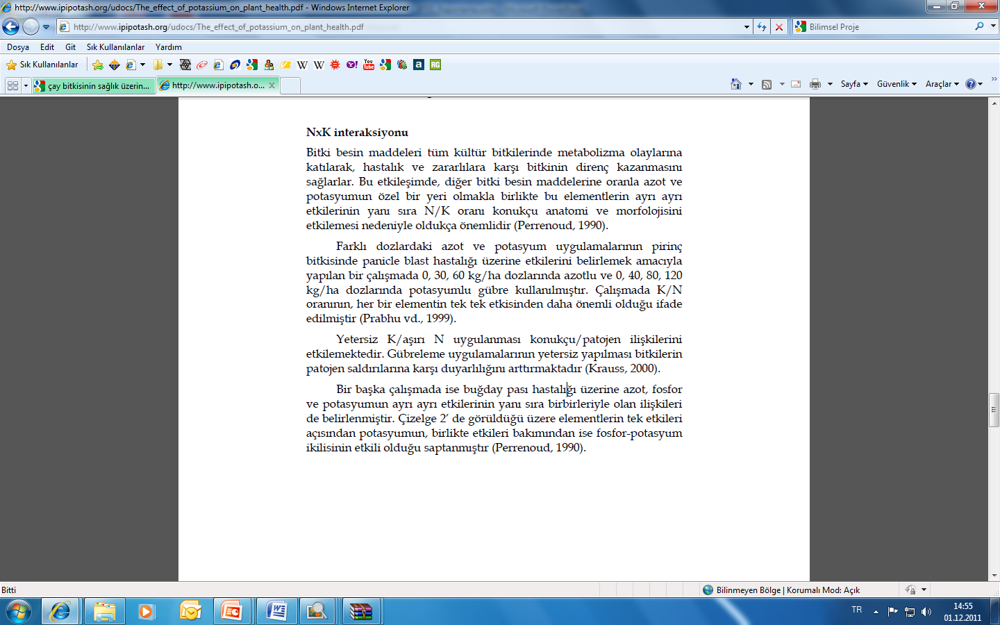 http://www.ipipotash.org/udocs/The_effect_of_potassium_on_plant_health.pdf - Windows Internet Explorer
http://www.ipipotash.org/udocs/The_effect_of_potassium_on_plant_health.pdf
Bilimsel Proje
Dosya Edit Git Sık Kullanılanlar Yardım
Sık Kullanılanlar
çay bitkisinin sağlık üzerin...
http://www.ipipotash.o...
Sayfa Güvenlik Araçlar
NxK interaksiyonu
Bitki besin maddeleri tüm kültür bitkilerinde metabolizma olaylarına
katılarak, hastalık ve zararlılara karşı bitkinin direnç kazanmasını
sağlarlar. Bu etkileşimde, diğer bitki besin maddelerine oranla azot ve
potasyumun özel bir yeri olmakla birlikte bu elementlerin ayrı ayrı
etkilerinin yanı sıra N/K oranı konukçu anatomi ve morfolojisini
etkilemesi nedeniyle oldukça önemlidir (Perrenoud, 1990).
Farklı dozlardaki azot ve potasyum uygulamalarının pirinç
bitkisinde panicle blast hastalığı üzerine etkilerini belirlemek amacıyla
yapılan bir çalışmada 0, 30, 60 kg/ha dozlarında azotlu ve 0, 40, 80, 120
kg/ha dozlarında potasyumlu gübre kullanılmıştır. Çalışmada K/N
oranının, her bir elementin tek tek etkisinden daha önemli olduğu ifade
edilmiştir (Prabhu vd., 1999).
Yetersiz K/aşırı N uygulanması konukçu/patojen ilişkilerini
etkilemektedir. Gübreleme uygulamalarının yetersiz yapılması bitkilerin
patojen saldırılarına karşı duyarlılığını arttırmaktadır (Krauss, 2000).
Bir başka çalışmada ise buğday pası hastalığı üzerine azot, fosfor
ve potasyumun ayrı ayrı etkilerinin yanı sıra birbirleriyle olan ilişkileri
de belirlenmiştir. Çizelge 2’ de görüldüğü üzere elementlerin tek etkileri
açısından potasyumun, birlikte etkileri bakımından ise fosfor-potasyum
ikilisinin etkili olduğu saptanmıştır (Perrenoud, 1990).
Bitti
Bilinmeyen Bölge | Korumalı Mod: Açık
TR
14:55
01.12.2011